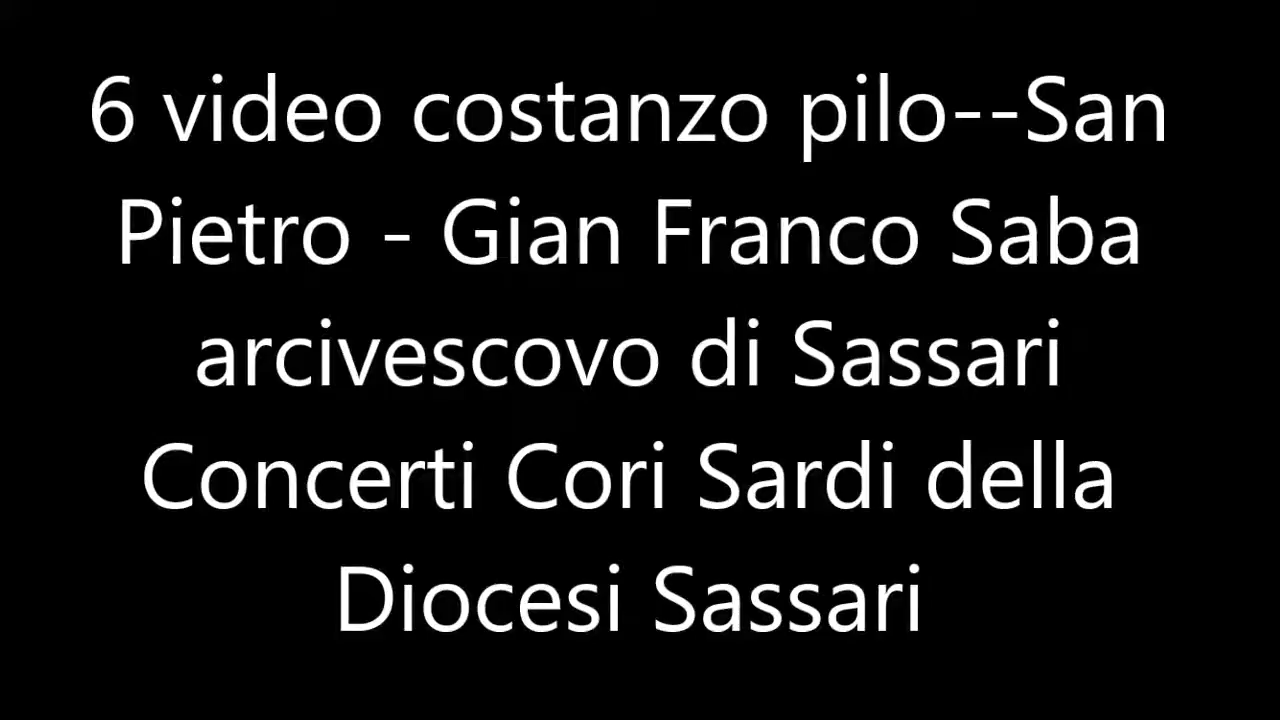 6 video costanzo pilo--San
Pietro - Gian Franco Saba
arcivescovo di Sassari
Concerti Cori Sardi della
Diocesi Sassari